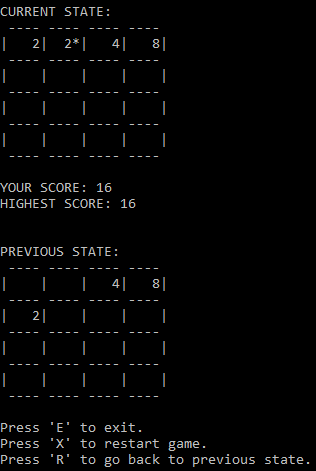 CURRENT STATE:
---- ---- ---- ----
|   2|  2*|   4|   8|
---- ---- ---- ----
|    |    |    |    |
---- ---- ---- ----
|    |    |    |    |
---- ---- ---- ----
|    |    |    |    |
---- ---- ---- ----
YOUR SCORE: 16
HIGHEST SCORE: 16
PREVIOUS STATE:
---- ---- ---- ----
|    |    |   4|   8|
---- ---- ---- ----
|   2|    |    |    |
---- ---- ---- ----
|    |    |    |    |
---- ---- ---- ----
|    |    |    |    |
---- ---- ---- ----
Press 'E' to exit.
Press 'X' to restart game.
Press 'R' to go back to previous state.